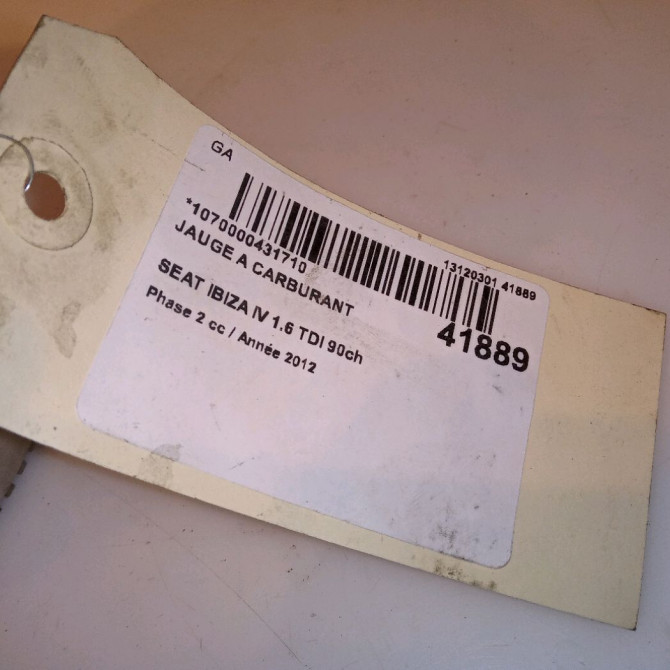 GA
*1070000431710
13120301 41889
JAUGE A CARBURANT
41889
SEAT IBIZA IV 1.6 TDI 90ch
Phase 2 cc / Année 2012